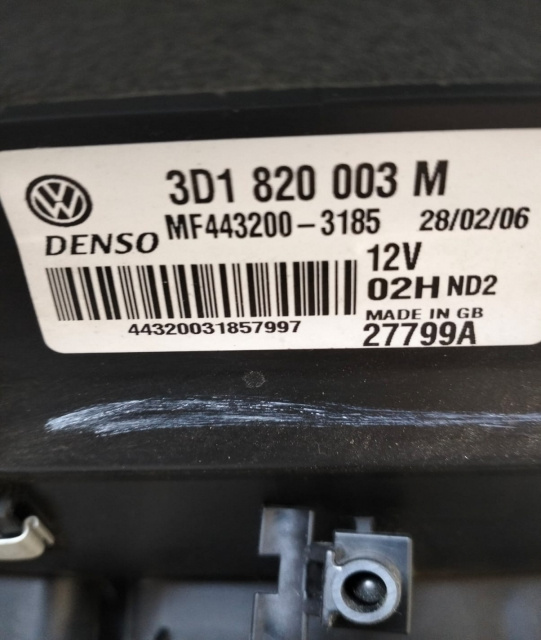 3D1 820 003 M
DENSO MF443200-3185 28/02/06
12V
02H ND2
MADE IN GB
44320031857997 27799A